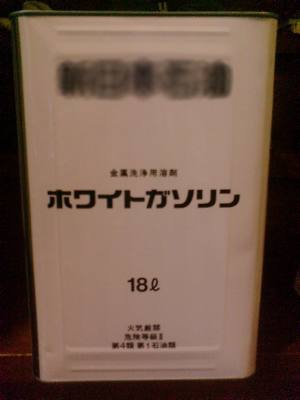 金属洗浄用溶剤
ホワイトガソリン
18ℓ
火気厳禁
危険等級Ⅱ
第4類 第1石油類